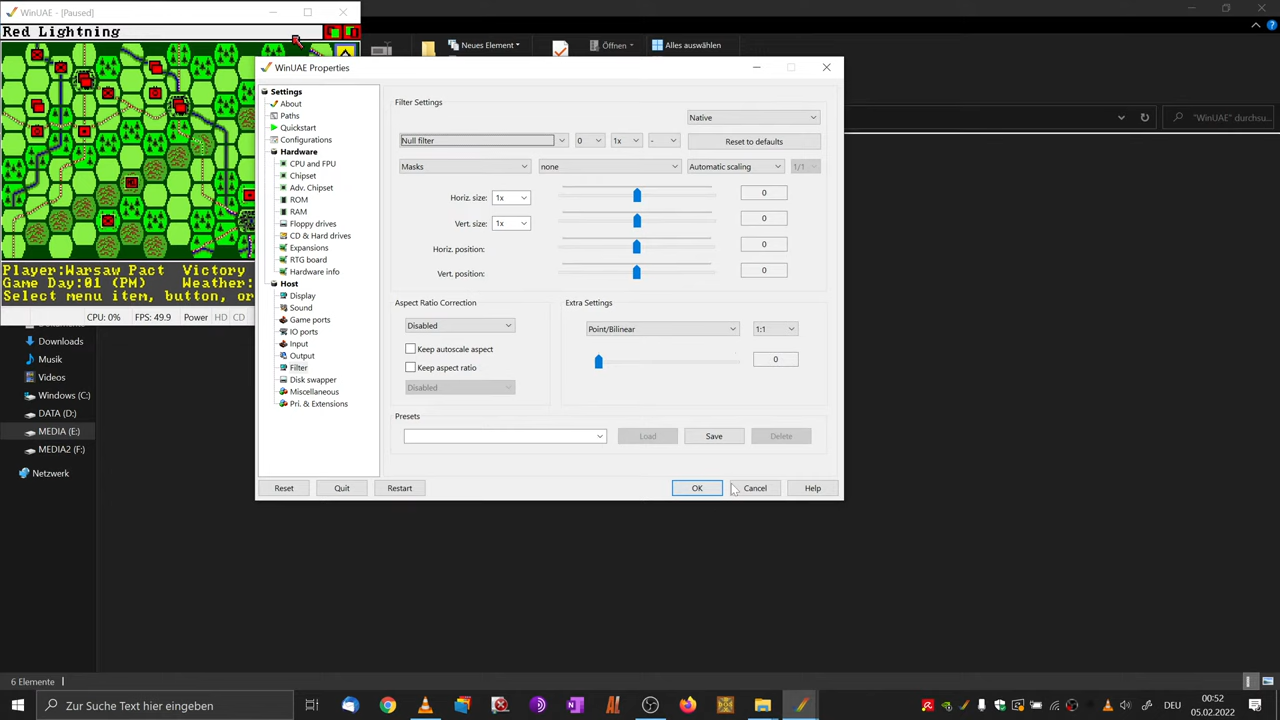 WinUAE - [Paused]
Red Lightning
Player:Warsaw Pact Victory
Game Day:01 (PM) Weather:
Select menu item, button, or
CPU: 0% FPS: 49.9 Power HD CD
Neues Element
Öffnen
Alles auswählen
"WinUAE" durchsu...
Downloads
Musik
Videos
Windows (C:)
DATA (D:)
MEDIA (E:)
MEDIA2 (F:)
Netzwerk
6 Elemente
WinUAE Properties
Settings
About
Paths
Quickstart
Configurations
Hardware
CPU and FPU
Chipset
Adv. Chipset
ROM
RAM
Floppy drives
CD & Hard drives
Expansions
RTG board
Hardware info
Host
Display
Sound
Game ports
IO ports
Input
Output
Filter
Disk swapper
Miscellaneous
Pri. & Extensions
Filter Settings
Native
Null filter 0 1x - Reset to defaults
Masks none Automatic scaling 1/1
Horiz. size: 1x 0
Vert. size: 1x 0
Horiz. position: 0
Vert. position: 0
Aspect Ratio Correction
Disabled
Keep autoscale aspect
Keep aspect ratio
Disabled
Extra Settings
Point/Bilinear 1:1
0
Presets
Load Save Delete
Reset Quit Restart OK Cancel Help
Zur Suche Text hier eingeben
00:52
05.02.2022